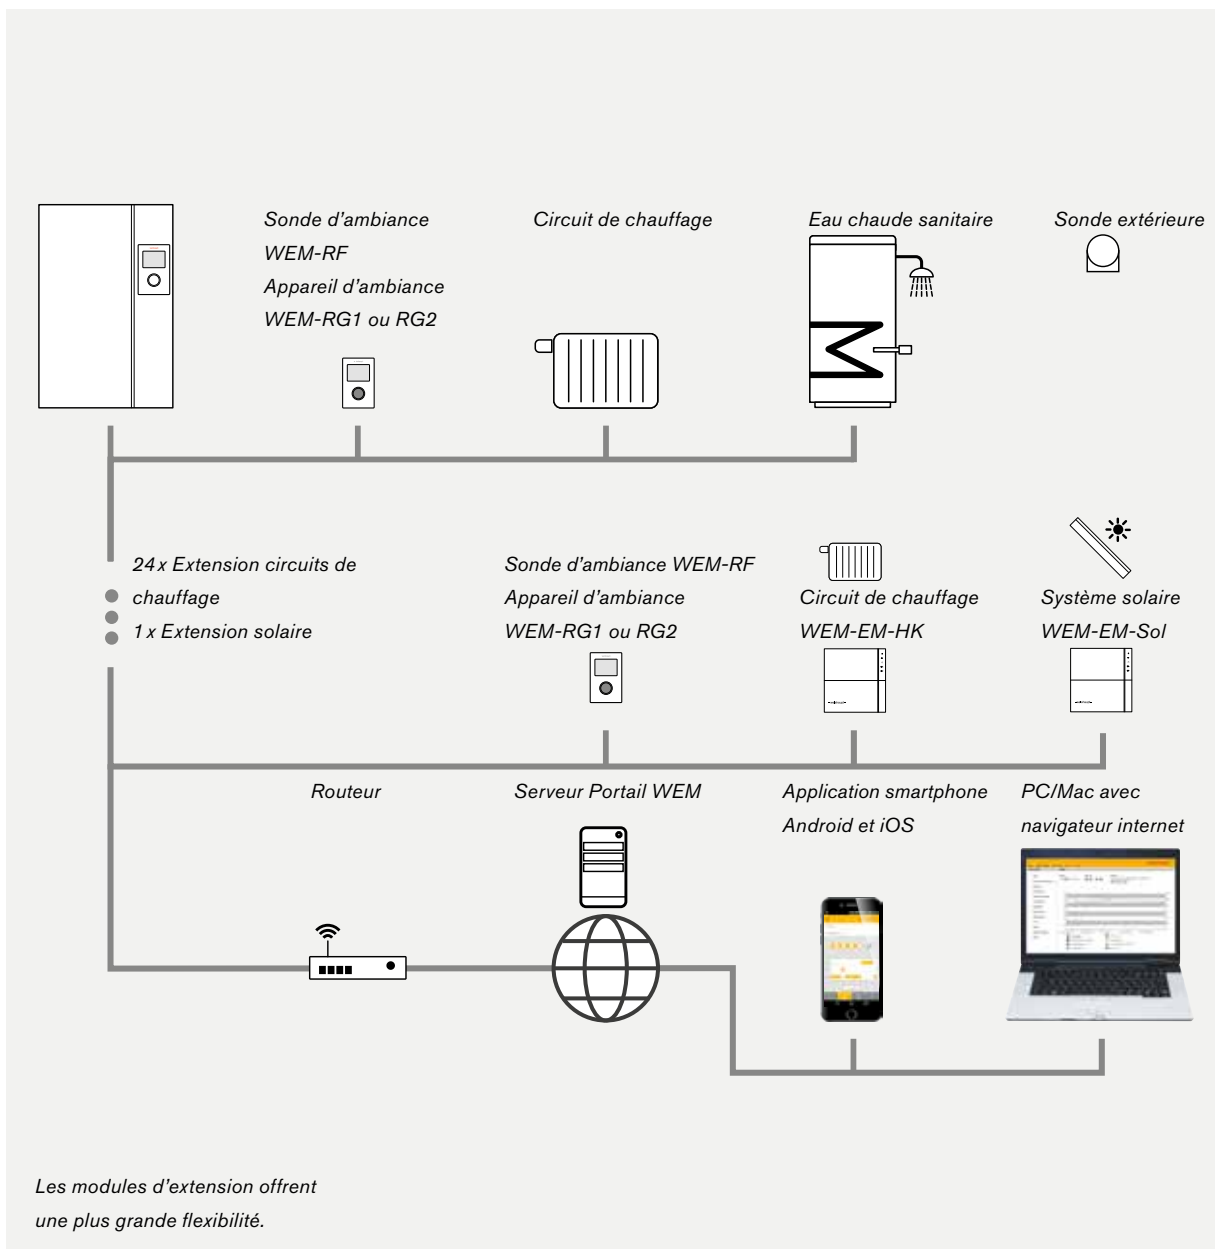 Sonde d'ambiance
WEM-RF
Appareil d'ambiance
WEM-RG1 ou RG2
Circuit de chauffage
Eau chaude sanitaire
Sonde extérieure
24x Extension circuits de
chauffage
1x Extension solaire
Sonde d'ambiance WEM-RF
Appareil d'ambiance
WEM-RG1 ou RG2
Circuit de chauffage
WEM-EM-HK
Système solaire
WEM-EM-Sol
Routeur
Serveur Portail WEM
Application smartphone
Android et iOS
PC/Mac avec
navigateur internet
Les modules d'extension offrent
une plus grande flexibilité.